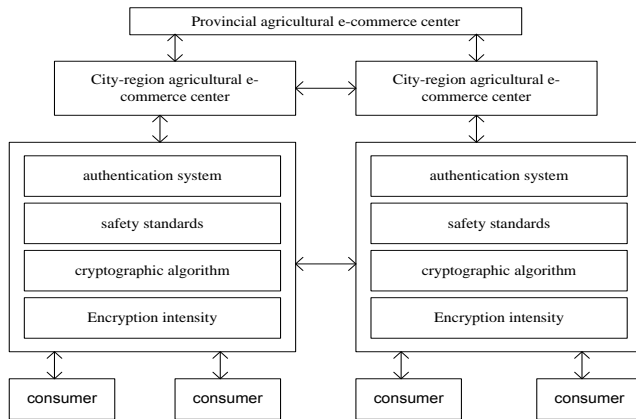 Provincial agricultural e-commerce center
City-region agricultural e-
commerce center
City-region agricultural e-
commerce center
authentication system
safety standards
cryptographic algorithm
Encryption intensity
authentication system
safety standards
cryptographic algorithm
Encryption intensity
consumer
consumer
consumer
consumer